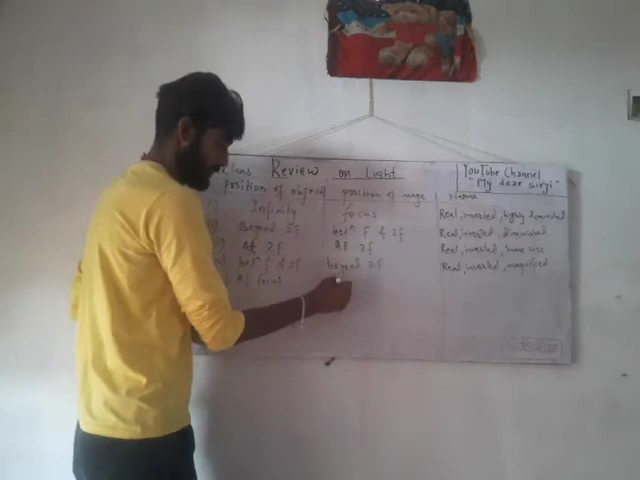 lens Review on Light
YouTube Channel
"My dear sirji"
position of object position of image Nature
Infinity focus Real, inverted, highly diminished
Beyond 2f betⁿ f & 2f Real, inverted, diminished
At 2f at 2f Real, inverted, same size
betⁿ f & 2f beyond 2f Real, inverted, magnified
at focus